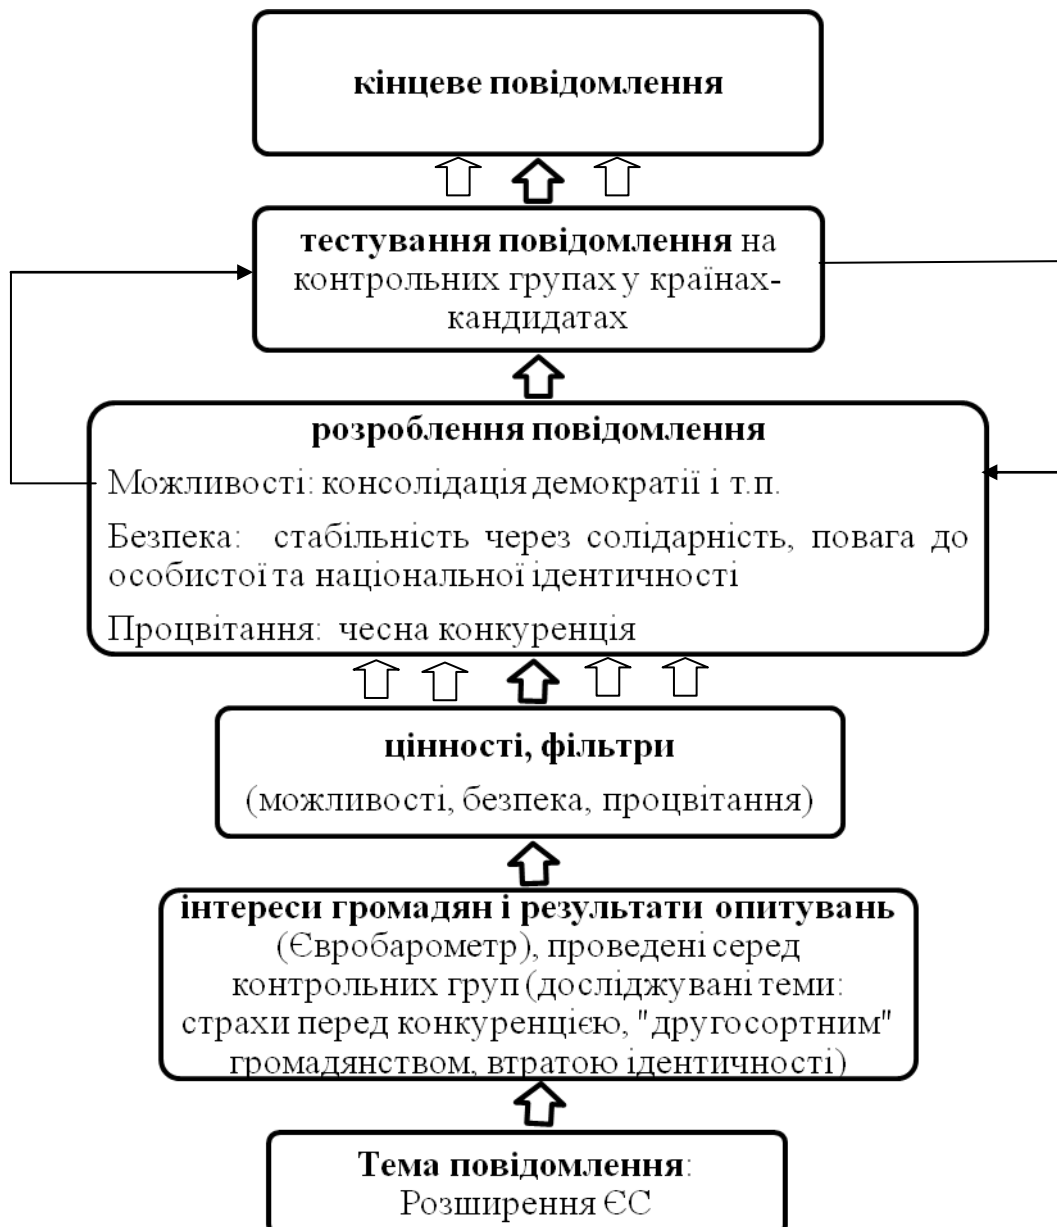 кінцеве повідомлення
тестування повідомлення на
контрольних групах у країнах-
кандидатах
розроблення повідомлення
Можливості: консолідація демократії і т.п.
Безпека: стабільність через солідарність, повага до
особистої та національної ідентичності
Процвітання: чесна конкуренція
цінності, фільтри
(можливості, безпека, процвітання)
інтереси громадян і результати опитувань
(Євробарометр), проведені серед
контрольних груп (досліджувані теми:
страхи перед конкуренцією, "другосортним"
громадянством, втратою ідентичності)
Тема повідомлення:
Розширення ЄС